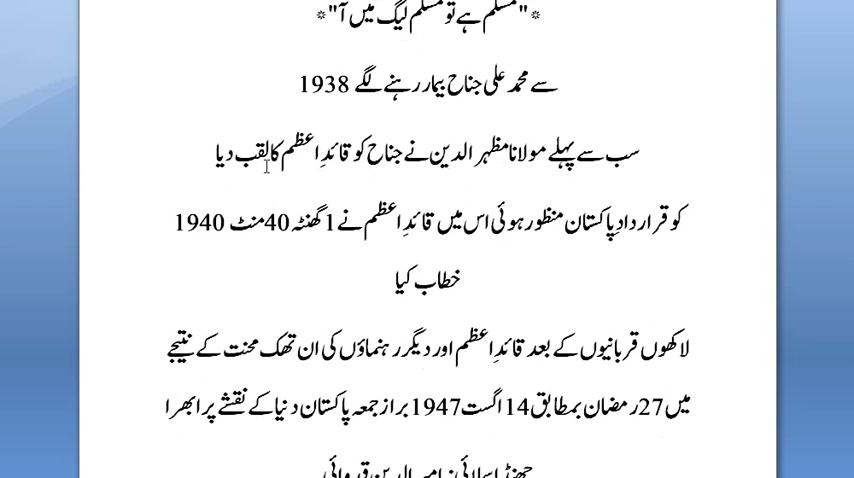 * "مسلم ہے تو مسلم لیگ میں آ" *
سے محمد علی جناح بیمار رہنے لگے 1938
سب سے پہلے مولانا مظہر الدین نے جناح کو قائدِ اعظم کا لقب دیا
کو قرار دادِ پاکستان منظور ہوئی اس میں قائدِ اعظم نے 1 گھنٹہ 40 منٹ 1940
خطاب کیا
لاکھوں قربانیوں کے بعد قائدِ اعظم اور دیگر رہنماؤں کی ان تھک محنت کے نتیجے
میں 27 رمضان بمطابق 14 اگست 1947 بر از جمعہ پاکستان دنیا کے نقشے پر ابھرا